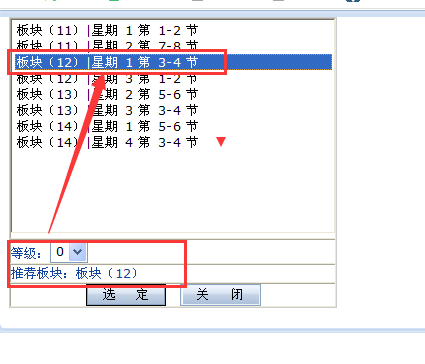 板块（11）|星期 1 第 1-2 节
板块（11）|星期 2 第 7-8 节
板块（12）|星期 1 第 3-4 节
板块（12）|星期 3 第 1-2 节
板块（13）|星期 2 第 5-6 节
板块（13）|星期 3 第 3-4 节
板块（14）|星期 1 第 5-6 节
板块（14）|星期 4 第 3-4 节
等级： 0
推荐板块：板块（12）
选 定 关 闭